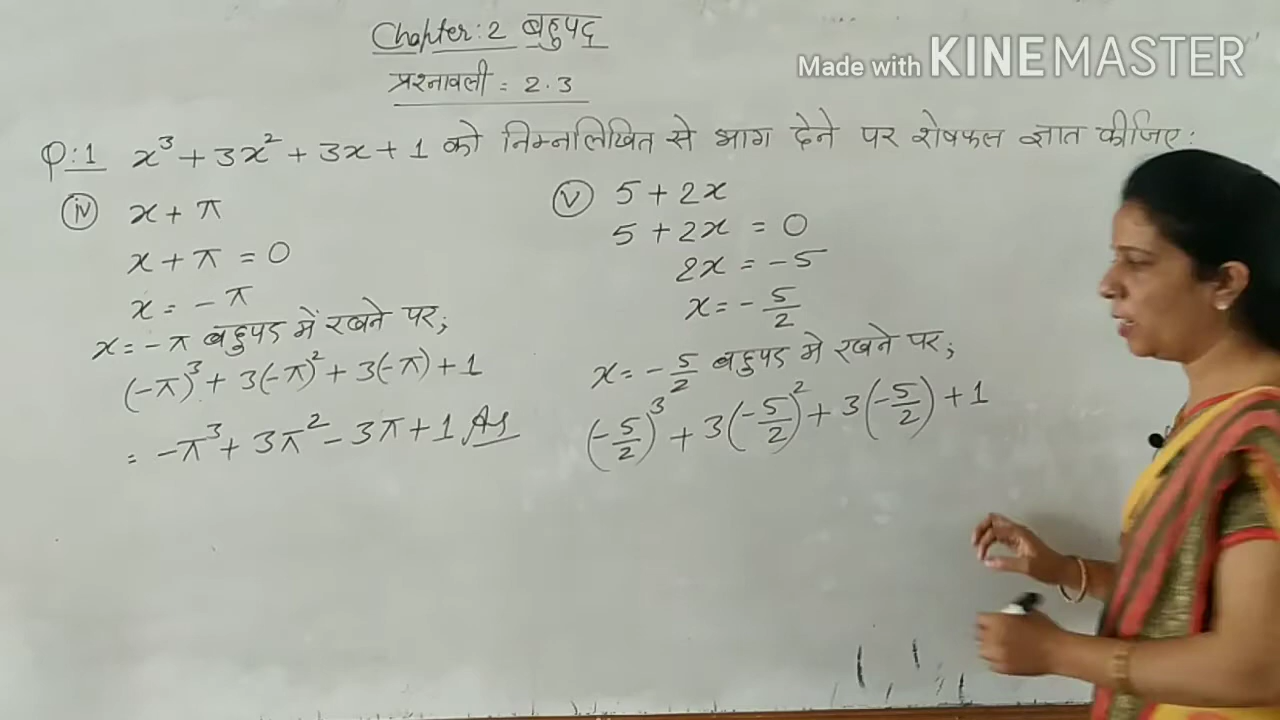 Chapter: 2 बहुपद
Made with KINEMASTER
प्रश्नावली = 2.3
Q:1 x³ + 3x² + 3x + 1 को निम्नलिखित से भाग देने पर शेषफल ज्ञात कीजिए:
(iv) x + π
x + π = 0
x = - π
x = - π बहुपद में रखने पर;
(-π)³ + 3(-π)² + 3(-π) + 1
= -π³ + 3π² - 3π + 1 Ans
(v) 5 + 2x
5 + 2x = 0
2x = -5
x = - 5/2
x = - 5/2 बहुपद मे रखने पर;
(-5/2)³ + 3(-5/2)² + 3(-5/2) + 1